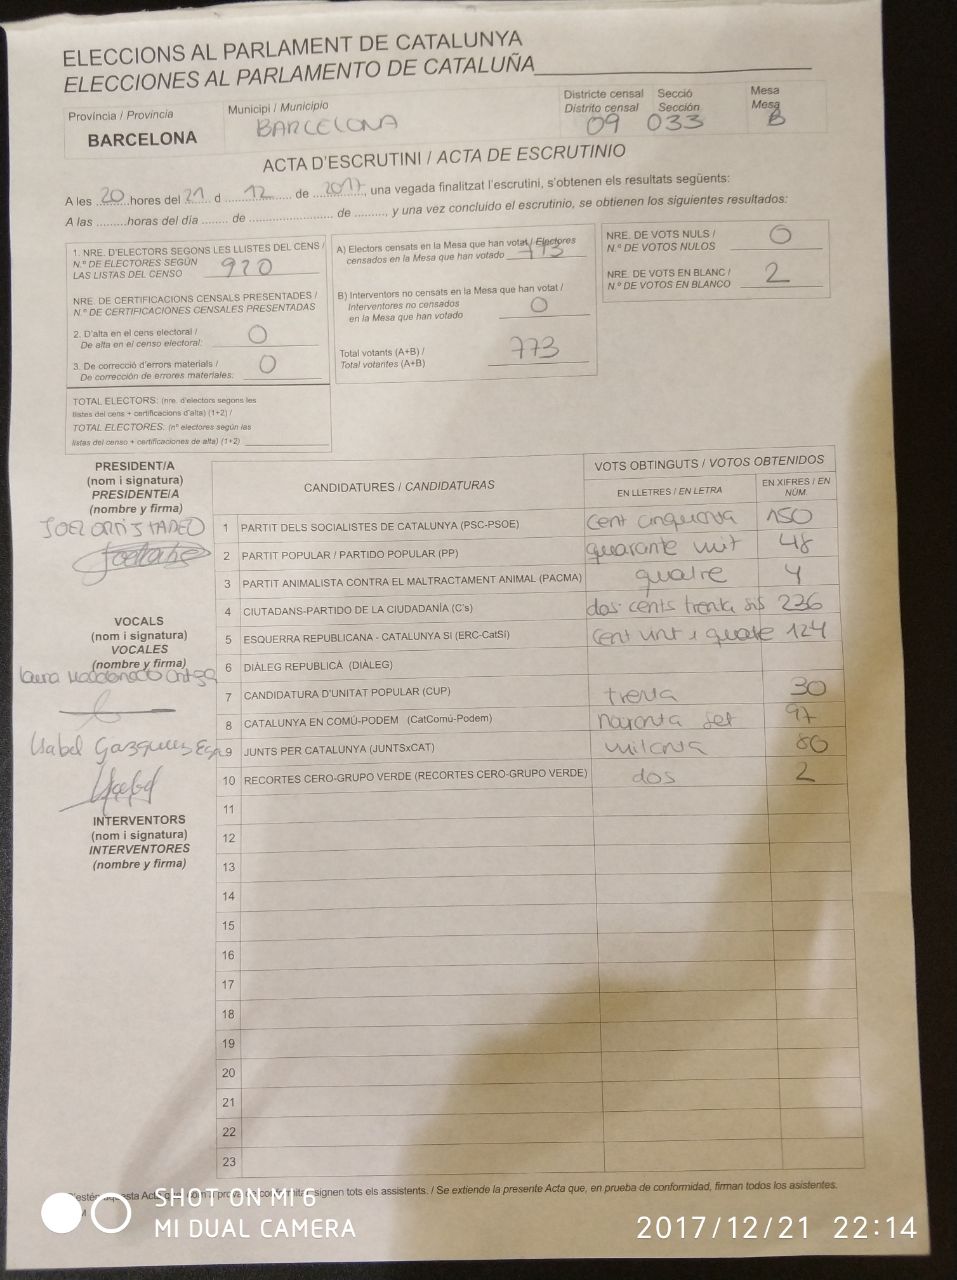 ELECCIONS AL PARLAMENT DE CATALUNYA
ELECCIONES AL PARLAMENTO DE CATALUÑA
Província / Provincia
BARCELONA
Municipi / Municipio
BARCELONA
Districte censal
Distrito censal
09
Secció
Sección
033
Mesa
Mesa
B
ACTA D'ESCRUTINI / ACTA DE ESCRUTINIO
A les 20 hores del 21 d 12 de 2017, una vegada finalitzat l'escrutini, s'obtenen els resultats següents:
A las ........horas del día ........ de ......................... de .........., y una vez concluido el escrutinio, se obtienen los siguientes resultados:
1. NRE. D'ELECTORS SEGONS LES LLISTES DEL CENS /
N.º DE ELECTORES SEGÚN
LAS LISTAS DEL CENSO 920
NRE. DE CERTIFICACIONS CENSALS PRESENTADES /
N.º DE CERTIFICACIONES CENSALES PRESENTADAS
2. D'alta en el cens electoral /
De alta en el censo electoral: 0
3. De correcció d'errors materials /
De corrección de errores materiales: 0
TOTAL ELECTORS: (nre. d'electors segons les
llistes del cens + certificacions d'alta) (1+2) /
TOTAL ELECTORES: (nº electores según las
listas del censo + certificaciones de alta) (1+2)
A) Electors censats en la Mesa que han votat / Electores
censados en la Mesa que han votado 773
B) Interventors no censats en la Mesa que han votat /
Interventores no censados
en la Mesa que han votado 0
Total votants (A+B) /
Total votantes (A+B) 773
NRE. DE VOTS NULS /
N.º DE VOTOS NULOS 0
NRE. DE VOTS EN BLANC /
N.º DE VOTOS EN BLANCO 2
PRESIDENT/A
(nom i signatura)
PRESIDENTE/A
(nombre y firma)
VOCALS
(nom i signatura)
VOCALES
(nombre y firma)
Laura Maldonado Ortega
Isabel
INTERVENTORS
(nom i signatura)
INTERVENTORES
(nombre y firma)
CANDIDATURES / CANDIDATURAS
VOTS OBTINGUTS / VOTOS OBTENIDOS
EN LLETRES / EN LETRA
EN XIFRES / EN NÚM.
1 PARTIT DELS SOCIALISTES DE CATALUNYA (PSC-PSOE) cent cinquanta 150
2 PARTIT POPULAR / PARTIDO POPULAR (PP) quarante vuit 48
3 PARTIT ANIMALISTA CONTRA EL MALTRACTAMENT ANIMAL (PACMA) quatre 4
4 CIUTADANS-PARTIDO DE LA CIUDADANÍA (C's) dos-cents trenta sis 236
5 ESQUERRA REPUBLICANA - CATALUNYA SÍ (ERC-CatSí) cent vint i quatre 124
6 DIÀLEG REPUBLICÀ (DIÀLEG)
7 CANDIDATURA D'UNITAT POPULAR (CUP) trenta 30
8 CATALUNYA EN COMÚ-PODEM (CatComú-Podem) noranta set 97
9 JUNTS PER CATALUNYA (JUNTSxCAT) vuitanta 80
10 RECORTES CERO-GRUPO VERDE (RECORTES CERO-GRUPO VERDE) dos 2
11
12
13
14
15
16
17
18
19
20
21
22
23
signen tots els assistents. / Se extiende la presente Acta que, en prueba de conformidad, firman todos los asistentes.
SHOT ON MI 6
MI DUAL CAMERA
2017/12/21 22:14